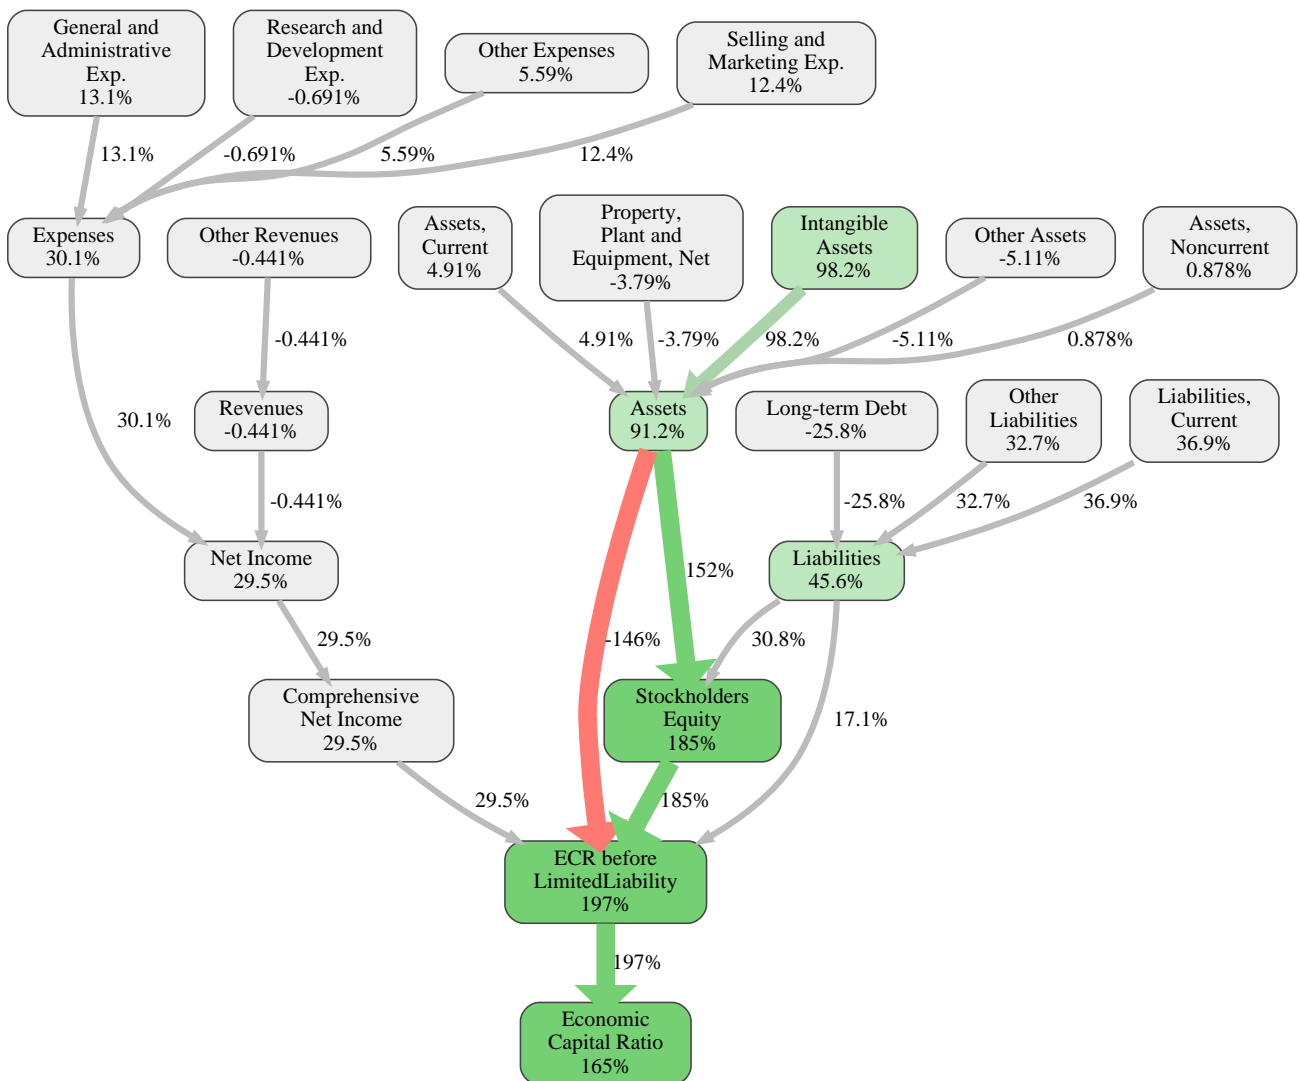 General and
Administrative
Exp.
13.1%
Research and
Development
Exp.
-0.691%
Other Expenses
5.59%
Selling and
Marketing Exp.
12.4%
13.1%
-0.691%
5.59%
12.4%
Expenses
30.1%
Other Revenues
-0.441%
Assets,
Current
4.91%
Property,
Plant and
Equipment, Net
-3.79%
Intangible
Assets
98.2%
Other Assets
-5.11%
Assets,
Noncurrent
0.878%
-0.441%
4.91%
-3.79%
98.2%
-5.11%
0.878%
30.1%
Revenues
-0.441%
Assets
91.2%
Long-term Debt
-25.8%
Other
Liabilities
32.7%
Liabilities,
Current
36.9%
-0.441%
-25.8%
32.7%
36.9%
Net Income
29.5%
152%
Liabilities
45.6%
29.5%
-146%
30.8%
Comprehensive
Net Income
29.5%
Stockholders
Equity
185%
17.1%
29.5%
185%
ECR before
LimitedLiability
197%
197%
Economic
Capital Ratio
165%